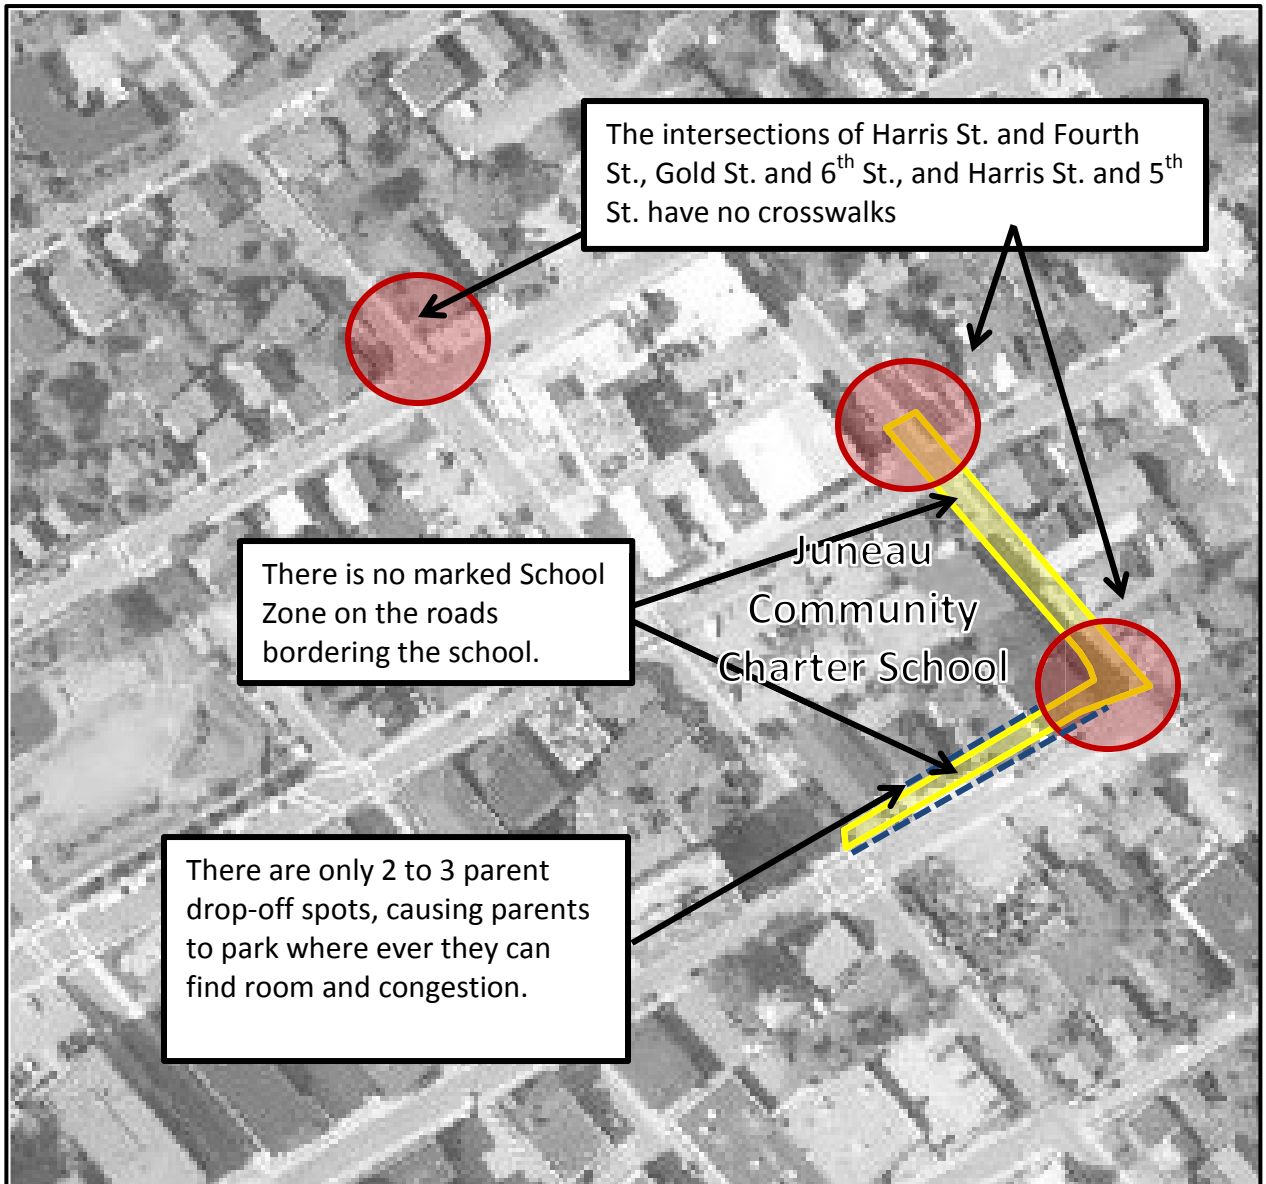 The intersections of Harris St. and Fourth
St., Gold St. and 6th St., and Harris St. and 5th
St. have no crosswalks
There is no marked School
Zone on the roads
bordering the school.
Juneau
Community
Charter School
There are only 2 to 3 parent
drop-off spots, causing parents
to park where ever they can
find room and congestion.